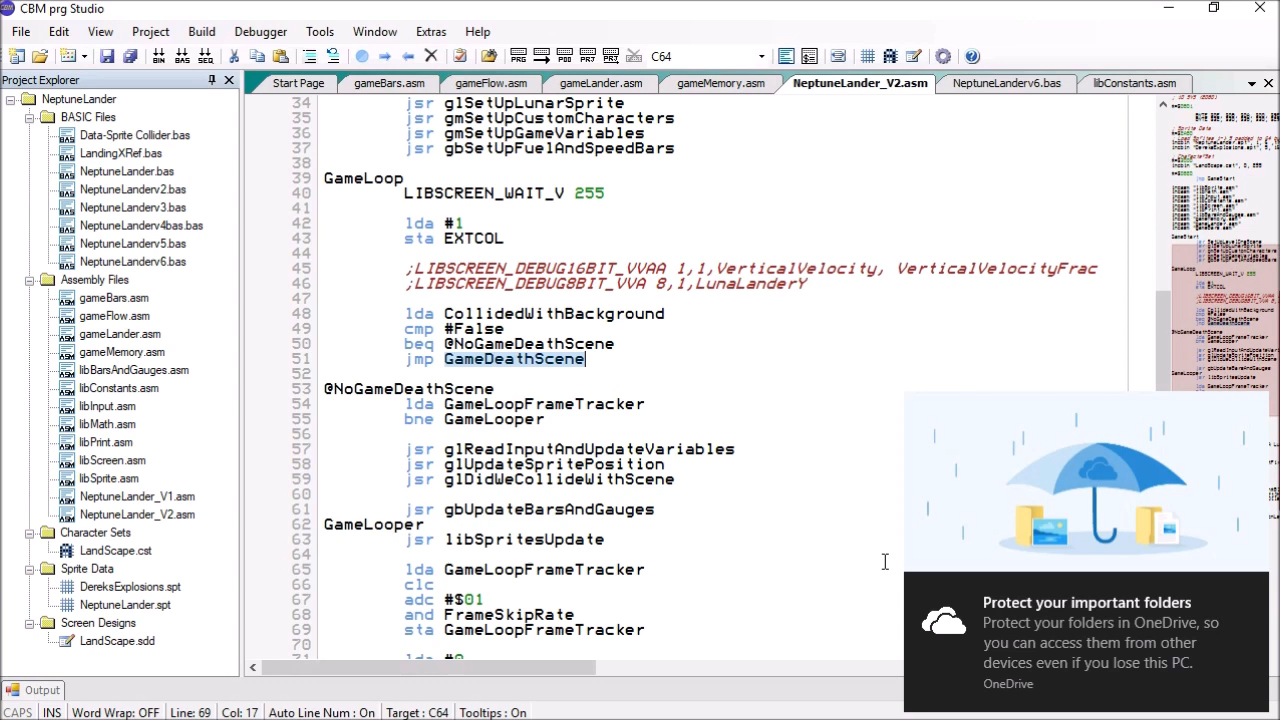 CBM prg Studio
File Edit View Project Build Debugger Tools Window Extras Help
C64
Project Explorer
Start Page gameBars.asm gameFlow.asm gameLander.asm gameMemory.asm NeptuneLander_V2.asm NeptuneLanderv6.bas libConstants.asm
NeptuneLander
BASIC Files
Data-Sprite Collider.bas
LandingXRef.bas
NeptuneLander.bas
NeptuneLanderv2.bas
NeptuneLanderv3.bas
NeptuneLanderv4bas.bas
NeptuneLanderv5.bas
NeptuneLanderv6.bas
Assembly Files
gameBars.asm
gameFlow.asm
gameLander.asm
gameMemory.asm
libBarsAndGauges.asm
libConstants.asm
libInput.asm
libMath.asm
libPrint.asm
libScreen.asm
libSprite.asm
NeptuneLander_V1.asm
NeptuneLander_V2.asm
Character Sets
LandScape.cst
Sprite Data
DereksExplosions.spt
NeptuneLander.spt
Screen Designs
LandScape.sdd
34 jsr glSetUpLunarSprite
35 jsr gmSetUpCustomCharacters
36 jsr gmSetUpGameVariables
37 jsr gbSetUpFuelAndSpeedBars
38
39 GameLoop
40 LIBSCREEN_WAIT_V 255
41
42 lda #1
43 sta EXTCOL
44
45 ;LIBSCREEN_DEBUG16BIT_VVAA 1,1,VerticalVelocity, VerticalVelocityFrac
46 ;LIBSCREEN_DEBUG8BIT_VVA 8,1,LunaLanderY
47
48 lda CollidedWithBackground
49 cmp #False
50 beq @NoGameDeathScene
51 jmp GameDeathScene
52
53 @NoGameDeathScene
54 lda GameLoopFrameTracker
55 bne GameLooper
56
57 jsr glReadInputAndUpdateVariables
58 jsr glUpdateSpritePosition
59 jsr glDidWeCollideWithScene
60
61 jsr gbUpdateBarsAndGauges
62 GameLooper
63 jsr libSpritesUpdate
64
65 lda GameLoopFrameTracker
66 clc
67 adc #$01
68 and FrameSkipRate
69 sta GameLoopFrameTracker
70
Protect your important folders
Protect your folders in OneDrive, so
you can access them from other
devices even if you lose this PC.
OneDrive
Output
CAPS INS Word Wrap: OFF Line: 69 Col: 17 Auto Line Num : On Target : C64 Tooltips : On